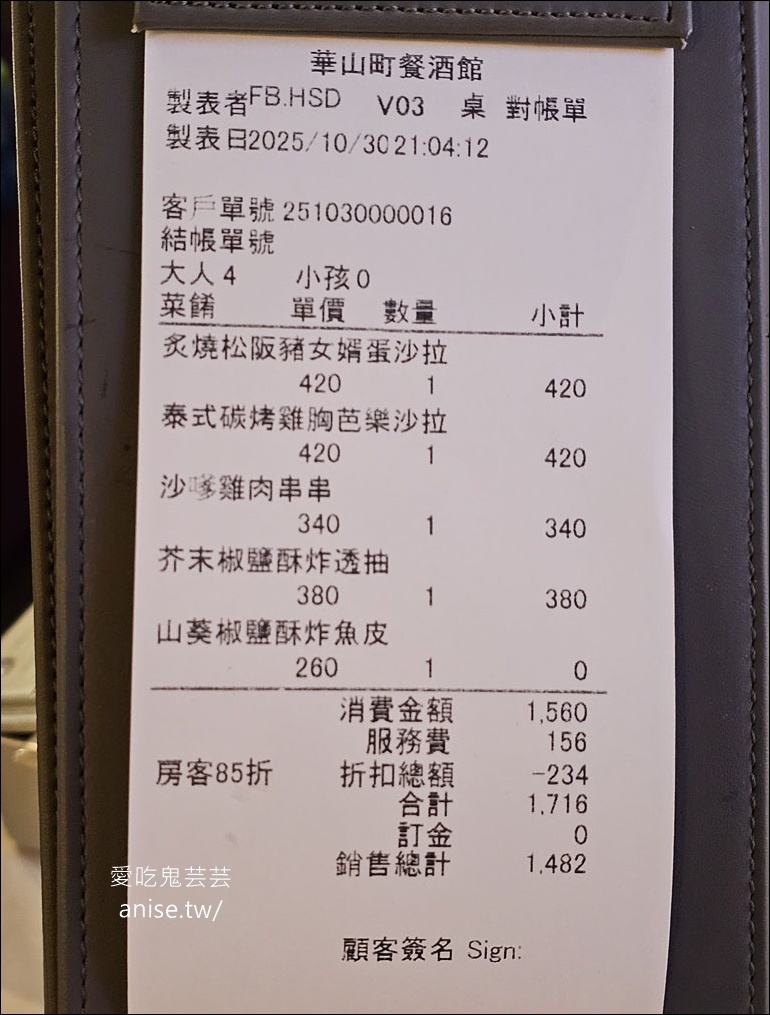 華山町餐酒館
製表者FB.HSD V03 桌 對帳單
製表日2025/10/30 21:04:12
客戶單號 251030000016
結帳單號
大人 4 小孩 0
菜餚 單價 數量 小計
炙燒松阪豬女婿蛋沙拉
420 1 420
泰式碳烤雞胸芭樂沙拉
420 1 420
沙嗲雞肉串串
340 1 340
芥末椒鹽酥炸透抽
380 1 380
山葵椒鹽酥炸魚皮
260 1 0
消費金額 1,560
服務費 156
房客85折 折扣總額 -234
合計 1,716
訂金 0
銷售總計 1,482
愛吃鬼芸芸
anise.tw/
顧客簽名 Sign: